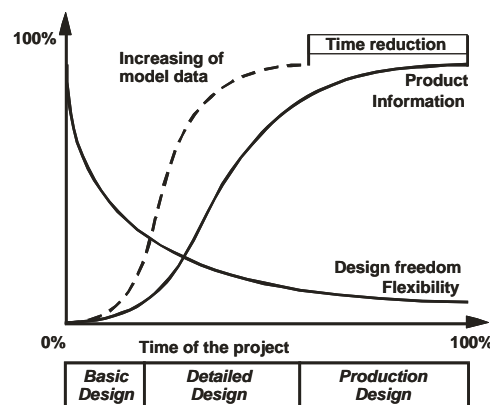 100%
Increasing of
model data
Time reduction
Product
Information
Design freedom
Flexibility
0%
Time of the project
100%
Basic
Design
Detailed
Design
Production
Design